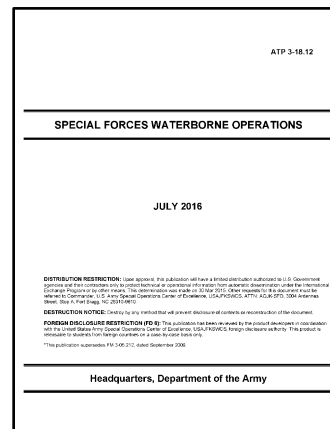 ATP 3-18.12
SPECIAL FORCES WATERBORNE OPERATIONS
JULY 2016
DISTRIBUTION RESTRICTION: Upon approval, this publication will have a limited distribution authorized to U.S. Government
agencies and their contractors only to protect technical or operational information from automatic dissemination under the International
Exchange Program or by other means. This determination was made on 30 Mar 2015. Other requests for this document must be
referred to Commander, U.S. Army Special Operations Center of Excellence, USAJFKSWCS, ATTN: AOJK-SFD, 3004 Ardennes
Street, Stop A, Fort Bragg, NC 28310-9610.
DESTRUCTION NOTICE: Destroy by any method that will prevent disclosure of contents or reconstruction of the document.
FOREIGN DISCLOSURE RESTRICTION (FD 6): This publication has been reviewed by the product developers in coordination
with the United States Army Special Operations Center of Excellence, USAJFKSWCS, foreign disclosure authority. This product is
releasable to students from foreign countries on a case-by-case basis only.
*This publication supersedes FM 3-05.212, dated September 2009.
Headquarters, Department of the Army